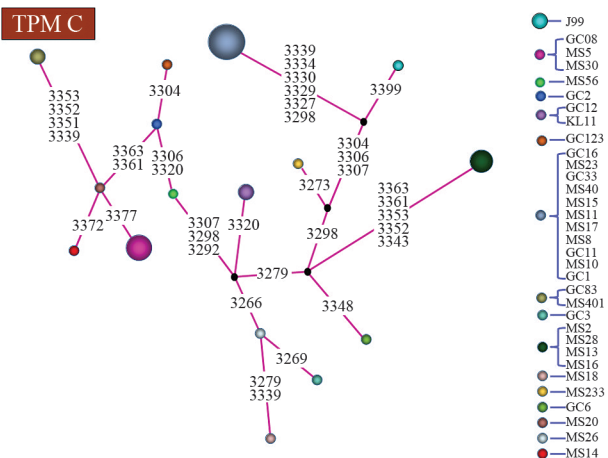 TPM C
3339
3334
3330
3329
3327
3298
3399
3304
3353
3352
3351
3339
3304
3306
3307
3363
3361
3306
3320
3273
3363
3361
3353
3352
3343
3372
3377
3307
3298
3292
3320
3298
3279
3266
3348
3269
3279
3339
J99
GC08
MS5
MS30
MS56
GC2
GC12
KL11
GC123
GC16
MS23
GC33
MS40
MS15
MS11
MS17
MS8
GC11
MS10
GC1
GC83
MS401
GC3
MS2
MS28
MS13
MS16
MS18
MS233
GC6
MS20
MS26
MS14